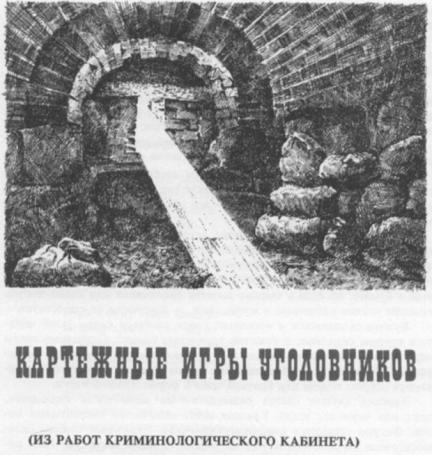 КАРТЕЖНЫЕ ИГРЫ УГОЛОВНИКОВ
(ИЗ РАБОТ КРИМИНОЛОГИЧЕСКОГО КАБИНЕТА)